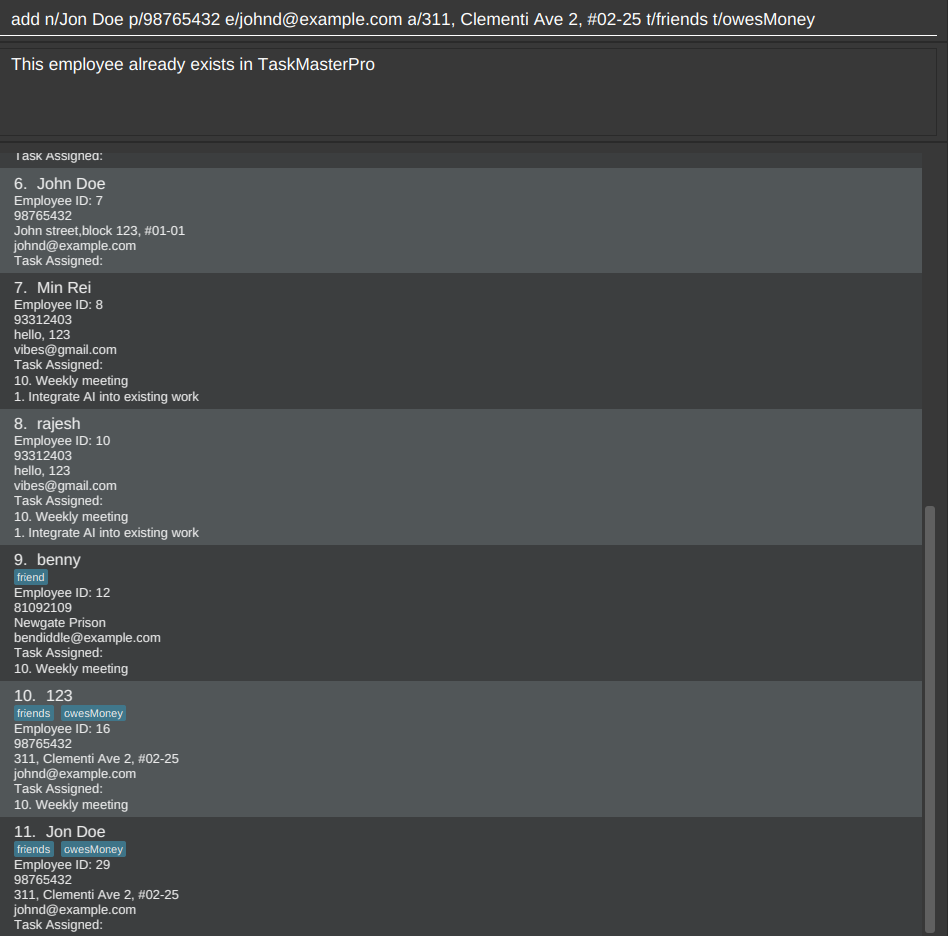 add n/Jon Doe p/98765432 e/johnd@example.com a/311, Clementi Ave 2, #02-25 t/friends t/owesMoney
This employee already exists in TaskMasterPro
Task Assigned:
6. John Doe
Employee ID: 7
98765432
John street,block 123, #01-01
johnd@example.com
Task Assigned:
7. Min Rei
Employee ID: 8
93312403
hello, 123
vibes@gmail.com
Task Assigned:
10. Weekly meeting
1. Integrate AI into existing work
8. rajesh
Employee ID: 10
93312403
hello, 123
vibes@gmail.com
Task Assigned:
10. Weekly meeting
1. Integrate AI into existing work
9. benny
friend
Employee ID: 12
81092109
Newgate Prison
bendiddle@example.com
Task Assigned:
10. Weekly meeting
10. 123
friends owesMoney
Employee ID: 16
98765432
311, Clementi Ave 2, #02-25
johnd@example.com
Task Assigned:
10. Weekly meeting
11. Jon Doe
friends owesMoney
Employee ID: 29
98765432
311, Clementi Ave 2, #02-25
johnd@example.com
Task Assigned: